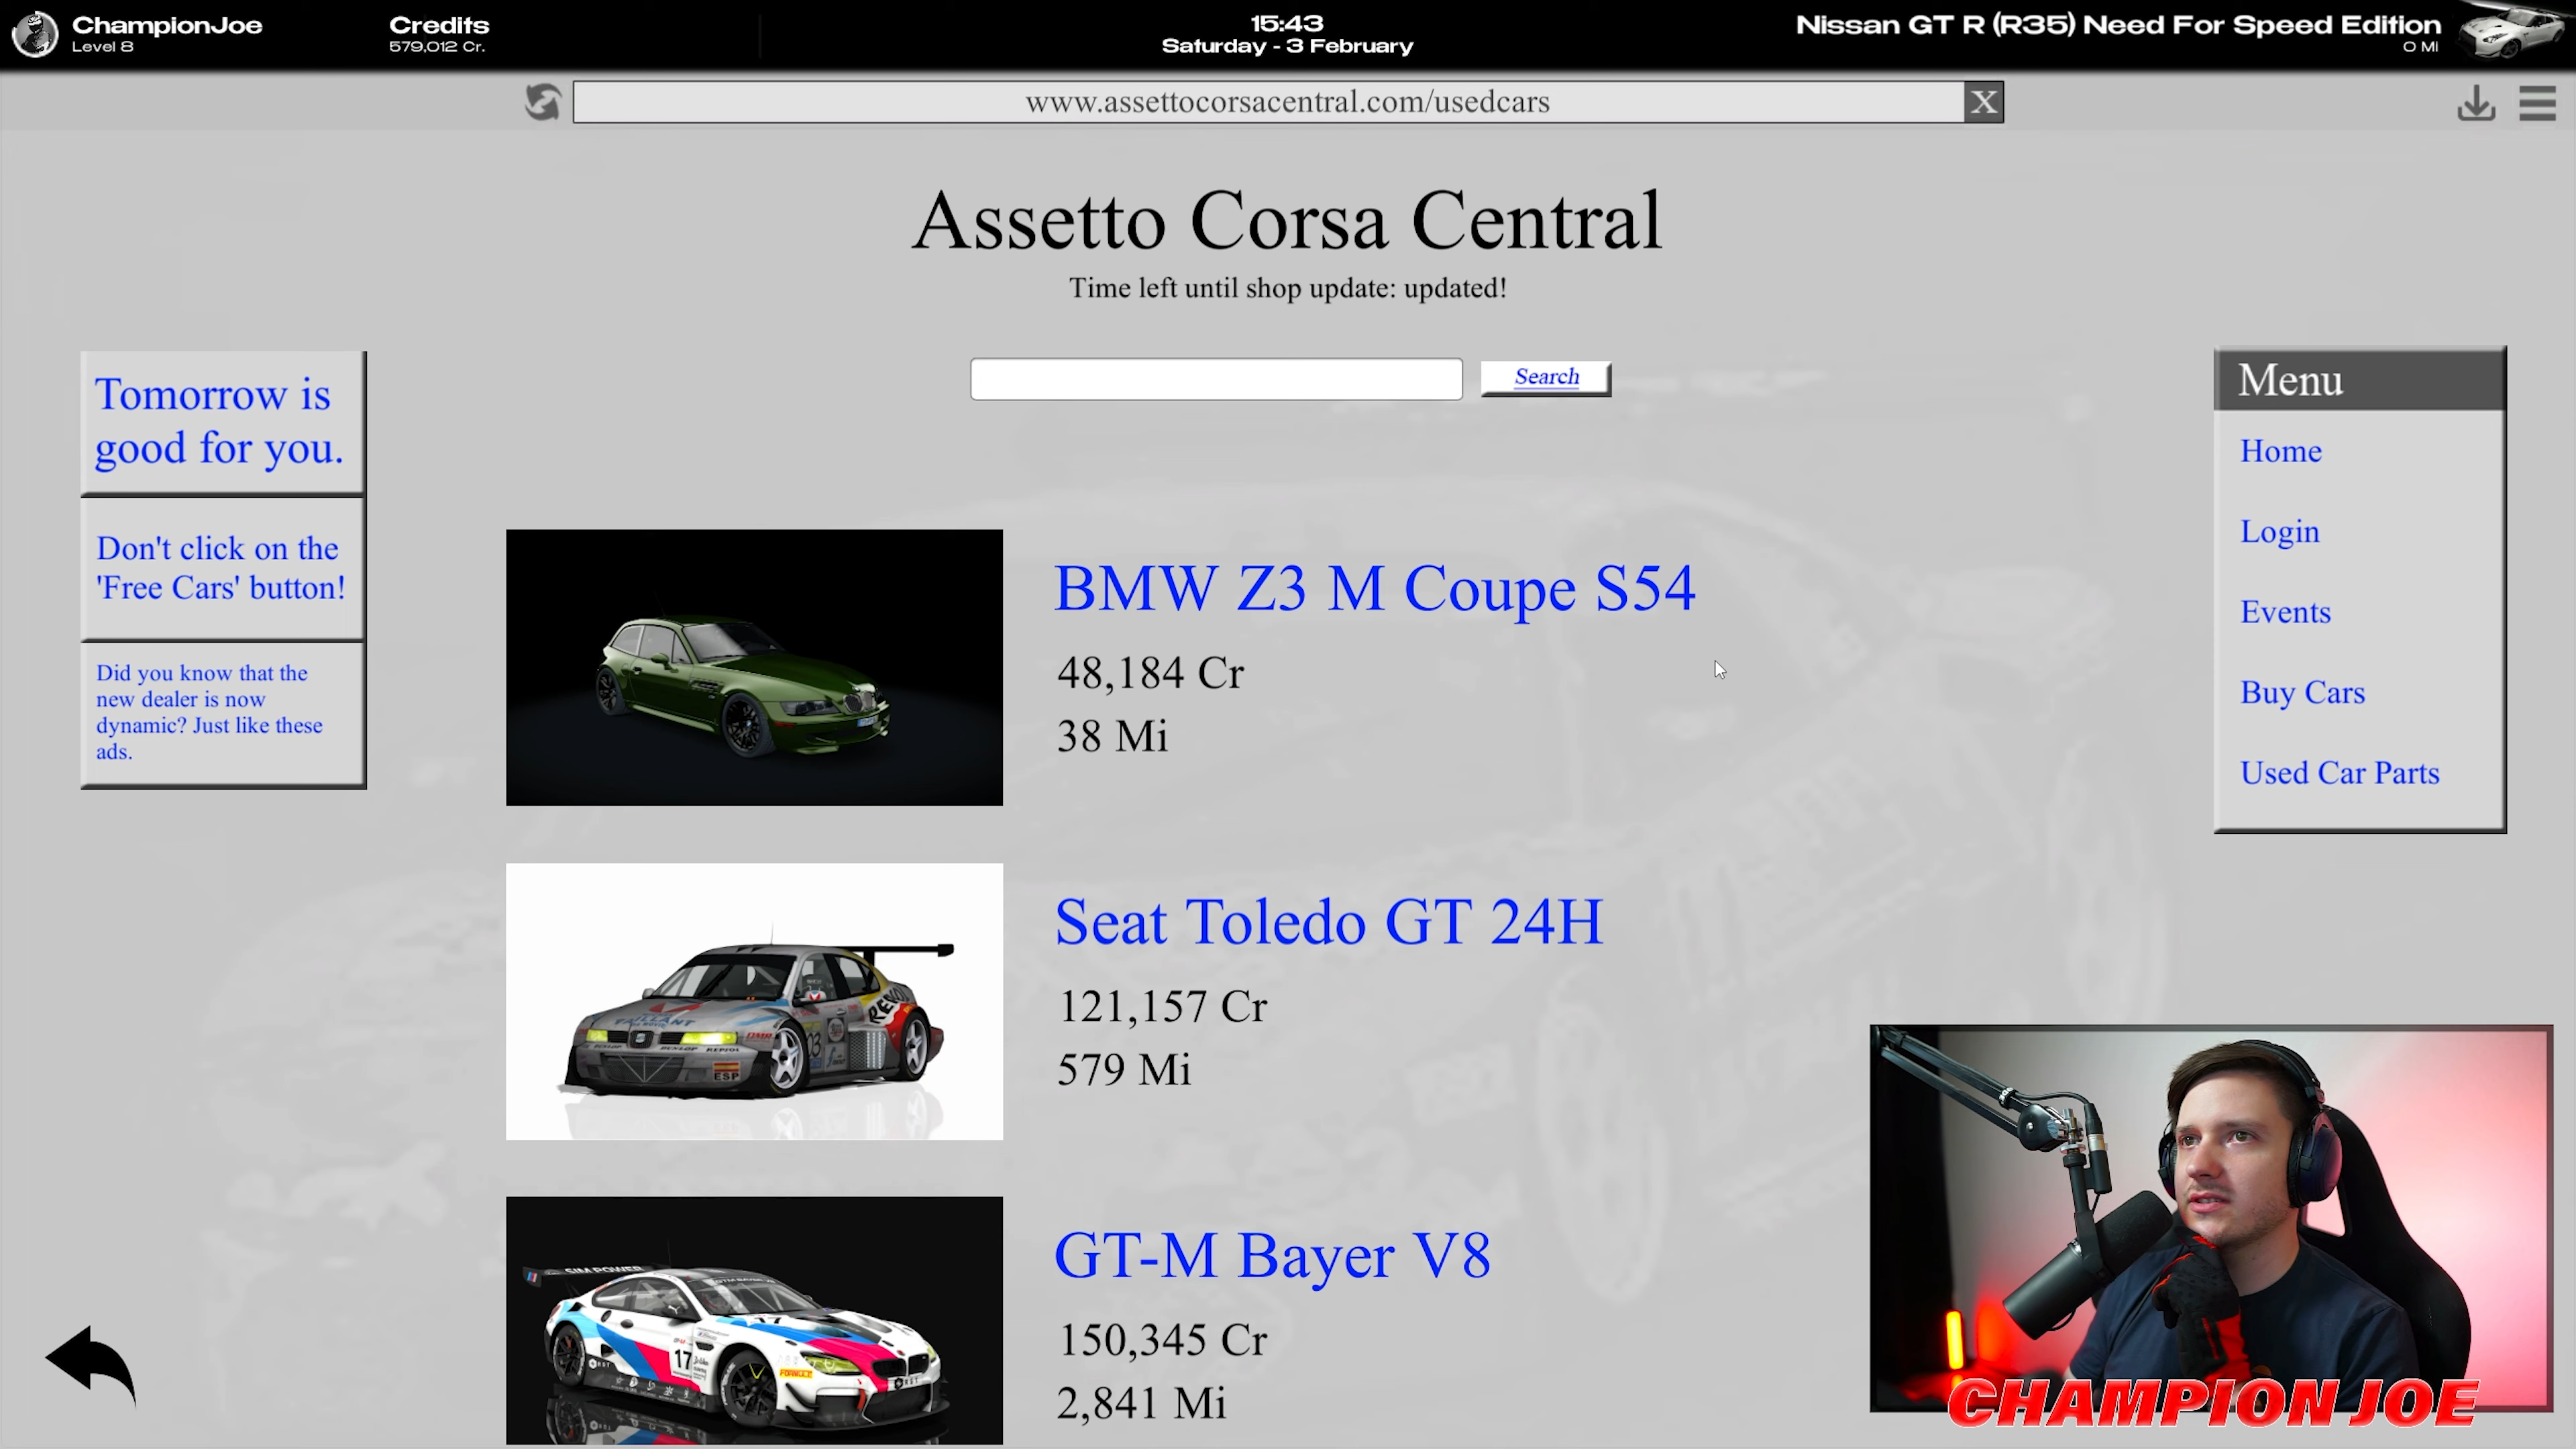 ChampionJoe
Level 8
Credits
579,012 Cr.
15:43
Saturday - 3 February
Nissan GT R (R35) Need For Speed Edition
0 MI
www.assettocorsacentral.com/usedcars
X
Assetto Corsa Central
Time left until shop update: updated!
Search
Tomorrow is
good for you.
Don't click on the
'Free Cars' button!
Did you know that the
new dealer is now
dynamic? Just like these
ads.
Menu
Home
Login
Events
Buy Cars
Used Car Parts
BMW Z3 M Coupe S54
48,184 Cr
38 Mi
Seat Toledo GT 24H
121,157 Cr
579 Mi
ESP
GT-M Bayer V8
150,345 Cr
2,841 Mi
17
CHAMPION JOE